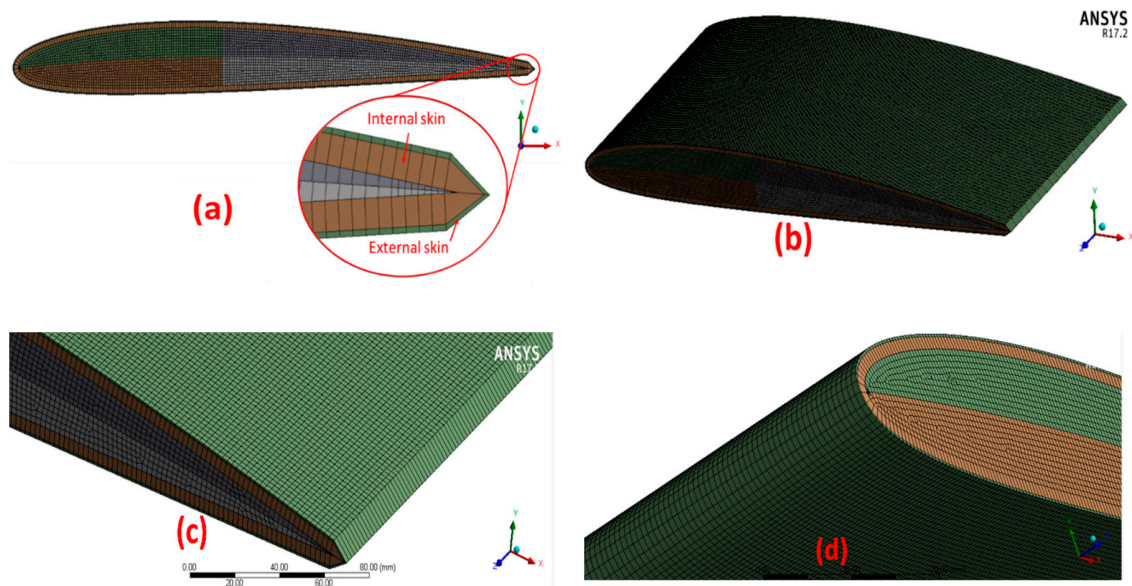 ANSYS
R17.2
Y
X
Internal skin
External skin
(a)
Y
X
Z
(b)
ANSYS
Y
X
Z
(c)
0.00
40.00
80.00 (mm)
20.00
60.00
(d)